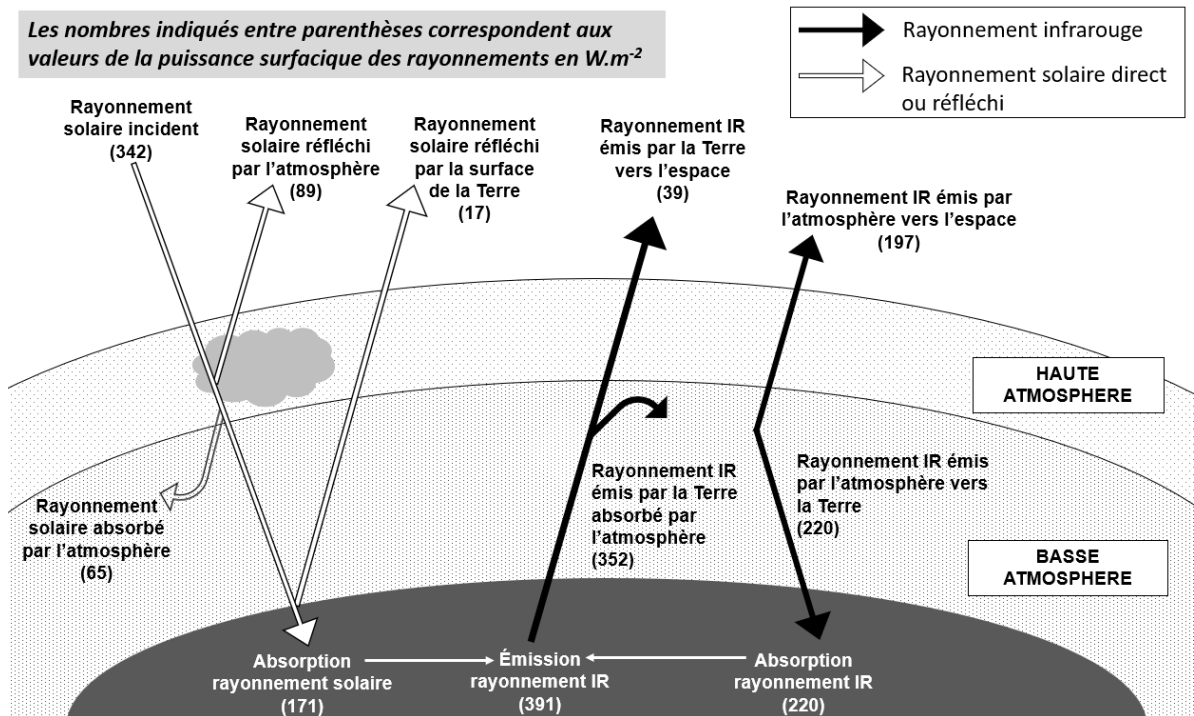 Les nombres indiqués entre parenthèses correspondent aux
valeurs de la puissance surfacique des rayonnements en W.m⁻²
Rayonnement infrarouge
Rayonnement solaire direct
ou réfléchi
Rayonnement
solaire incident
(342)
Rayonnement
solaire réfléchi
par l’atmosphère
(89)
Rayonnement
solaire réfléchi
par la surface
de la Terre
(17)
Rayonnement IR
émis par la Terre
vers l’espace
(39)
Rayonnement IR émis par
l’atmosphère vers l’espace
(197)
HAUTE
ATMOSPHERE
Rayonnement
solaire absorbé
par l’atmosphère
(65)
Rayonnement IR
émis par la Terre
absorbé par
l’atmosphère
(352)
Rayonnement IR émis
par l’atmosphère vers
la Terre
(220)
BASSE
ATMOSPHERE
Absorption
rayonnement solaire
(171)
Émission
rayonnement IR
(391)
Absorption
rayonnement IR
(220)